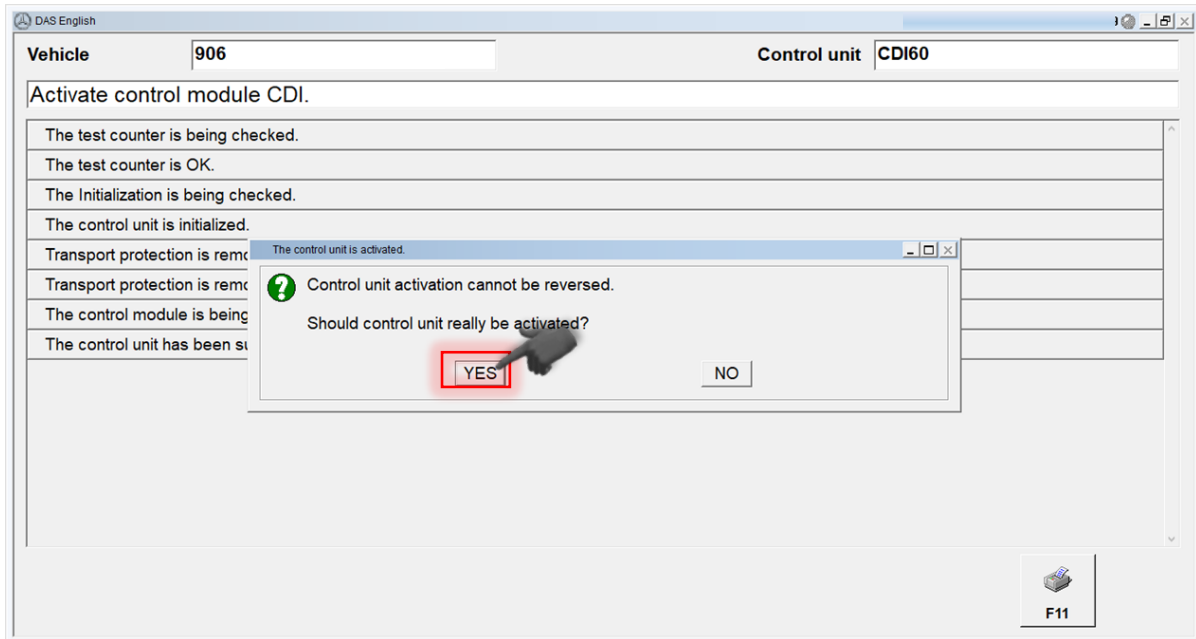 DAS English
Vehicle 906 Control unit CDI60
Activate control module CDI.
The test counter is being checked.
The test counter is OK.
The Initialization is being checked.
The control unit is initialized.
Transport protection is
Transport protection is
The control module is being
The control unit has been
The control unit is activated.
Control unit activation cannot be reversed.
Should control unit really be activated?
YES NO
F11